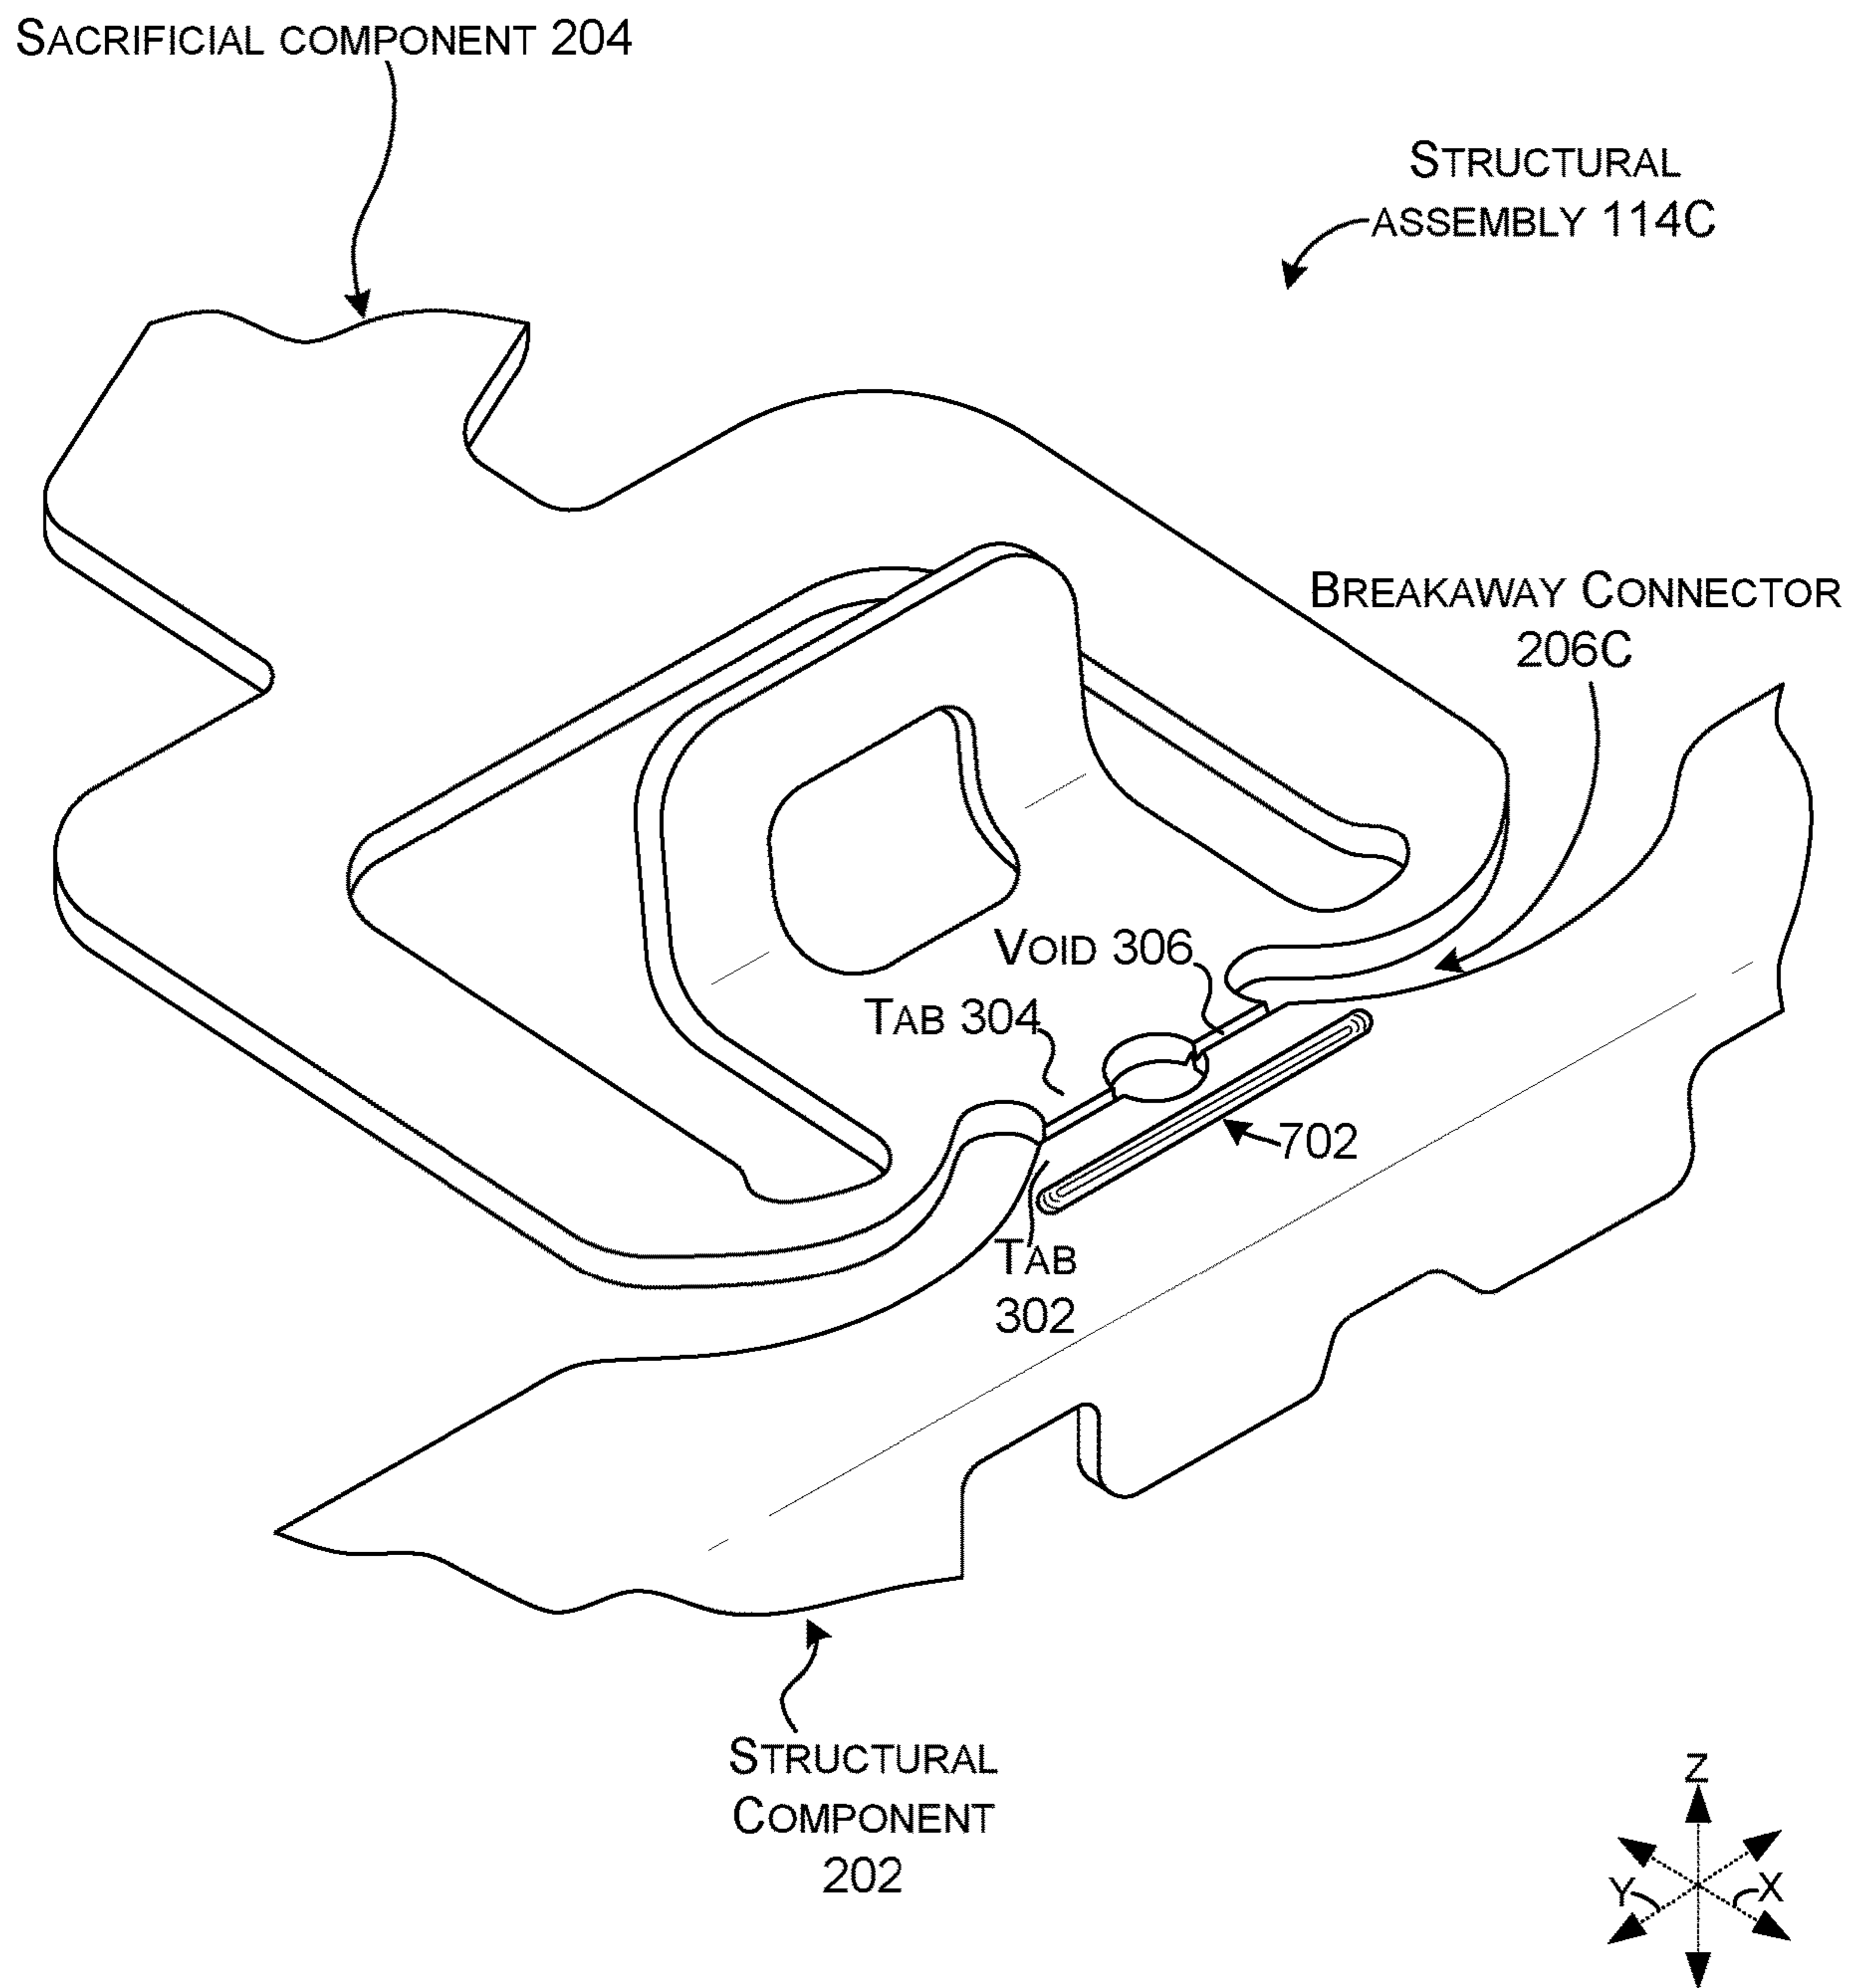 SACRIFICIAL COMPONENT 204
STRUCTURAL
ASSEMBLY 114C
BREAKAWAY CONNECTOR
206C
VOID 306
TAB 304
702
TAB
302
STRUCTURAL
COMPONENT
202
Z
Y
X